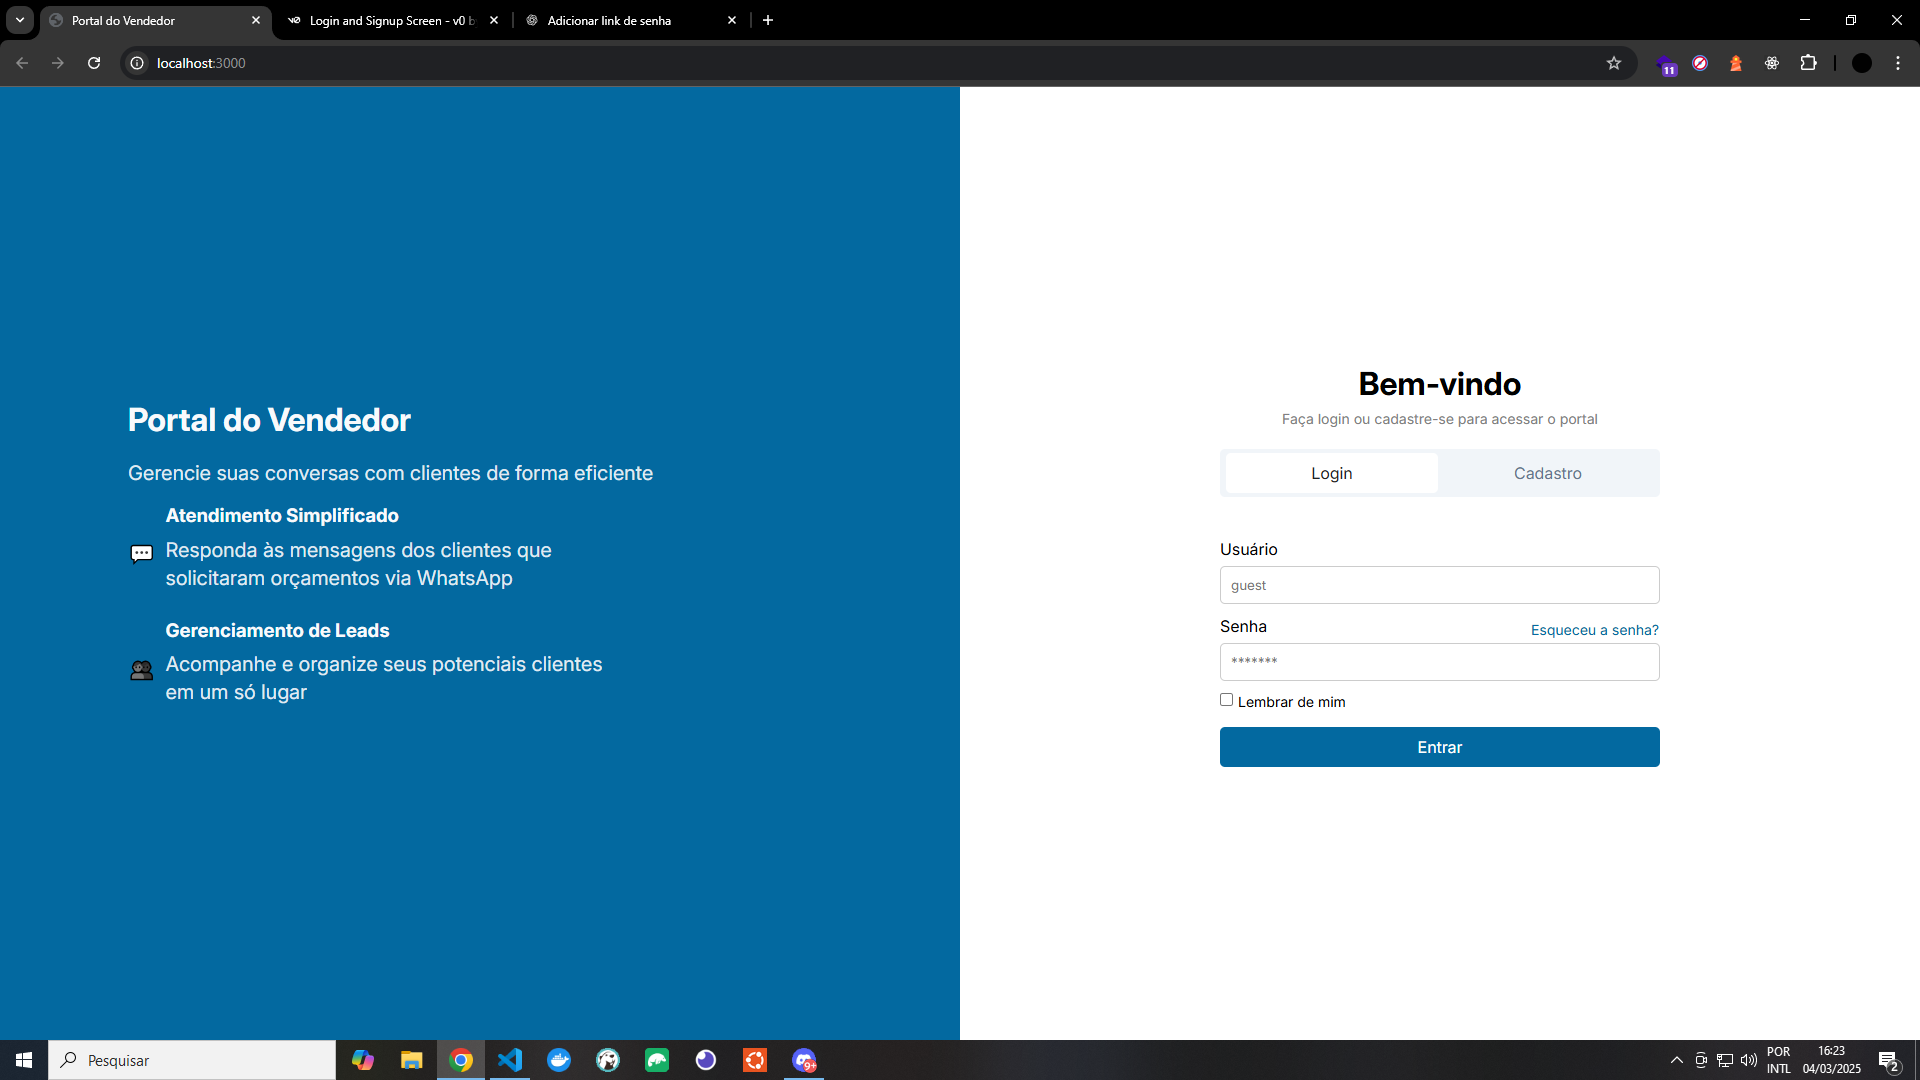 Portal do Vendedor
Login and Signup Screen - v0 b
Adicionar link de senha
localhost:3000
11
Portal do Vendedor
Gerencie suas conversas com clientes de forma eficiente
Atendimento Simplificado
Responda às mensagens dos clientes que
solicitaram orçamentos via WhatsApp
Gerenciamento de Leads
Acompanhe e organize seus potenciais clientes
em um só lugar
Bem-vindo
Faça login ou cadastre-se para acessar o portal
Login
Cadastro
Usuário
guest
Senha
Esqueceu a senha?
*******
Lembrar de mim
Entrar
Pesquisar
9+
POR
INTL
16:23
04/03/2025
2